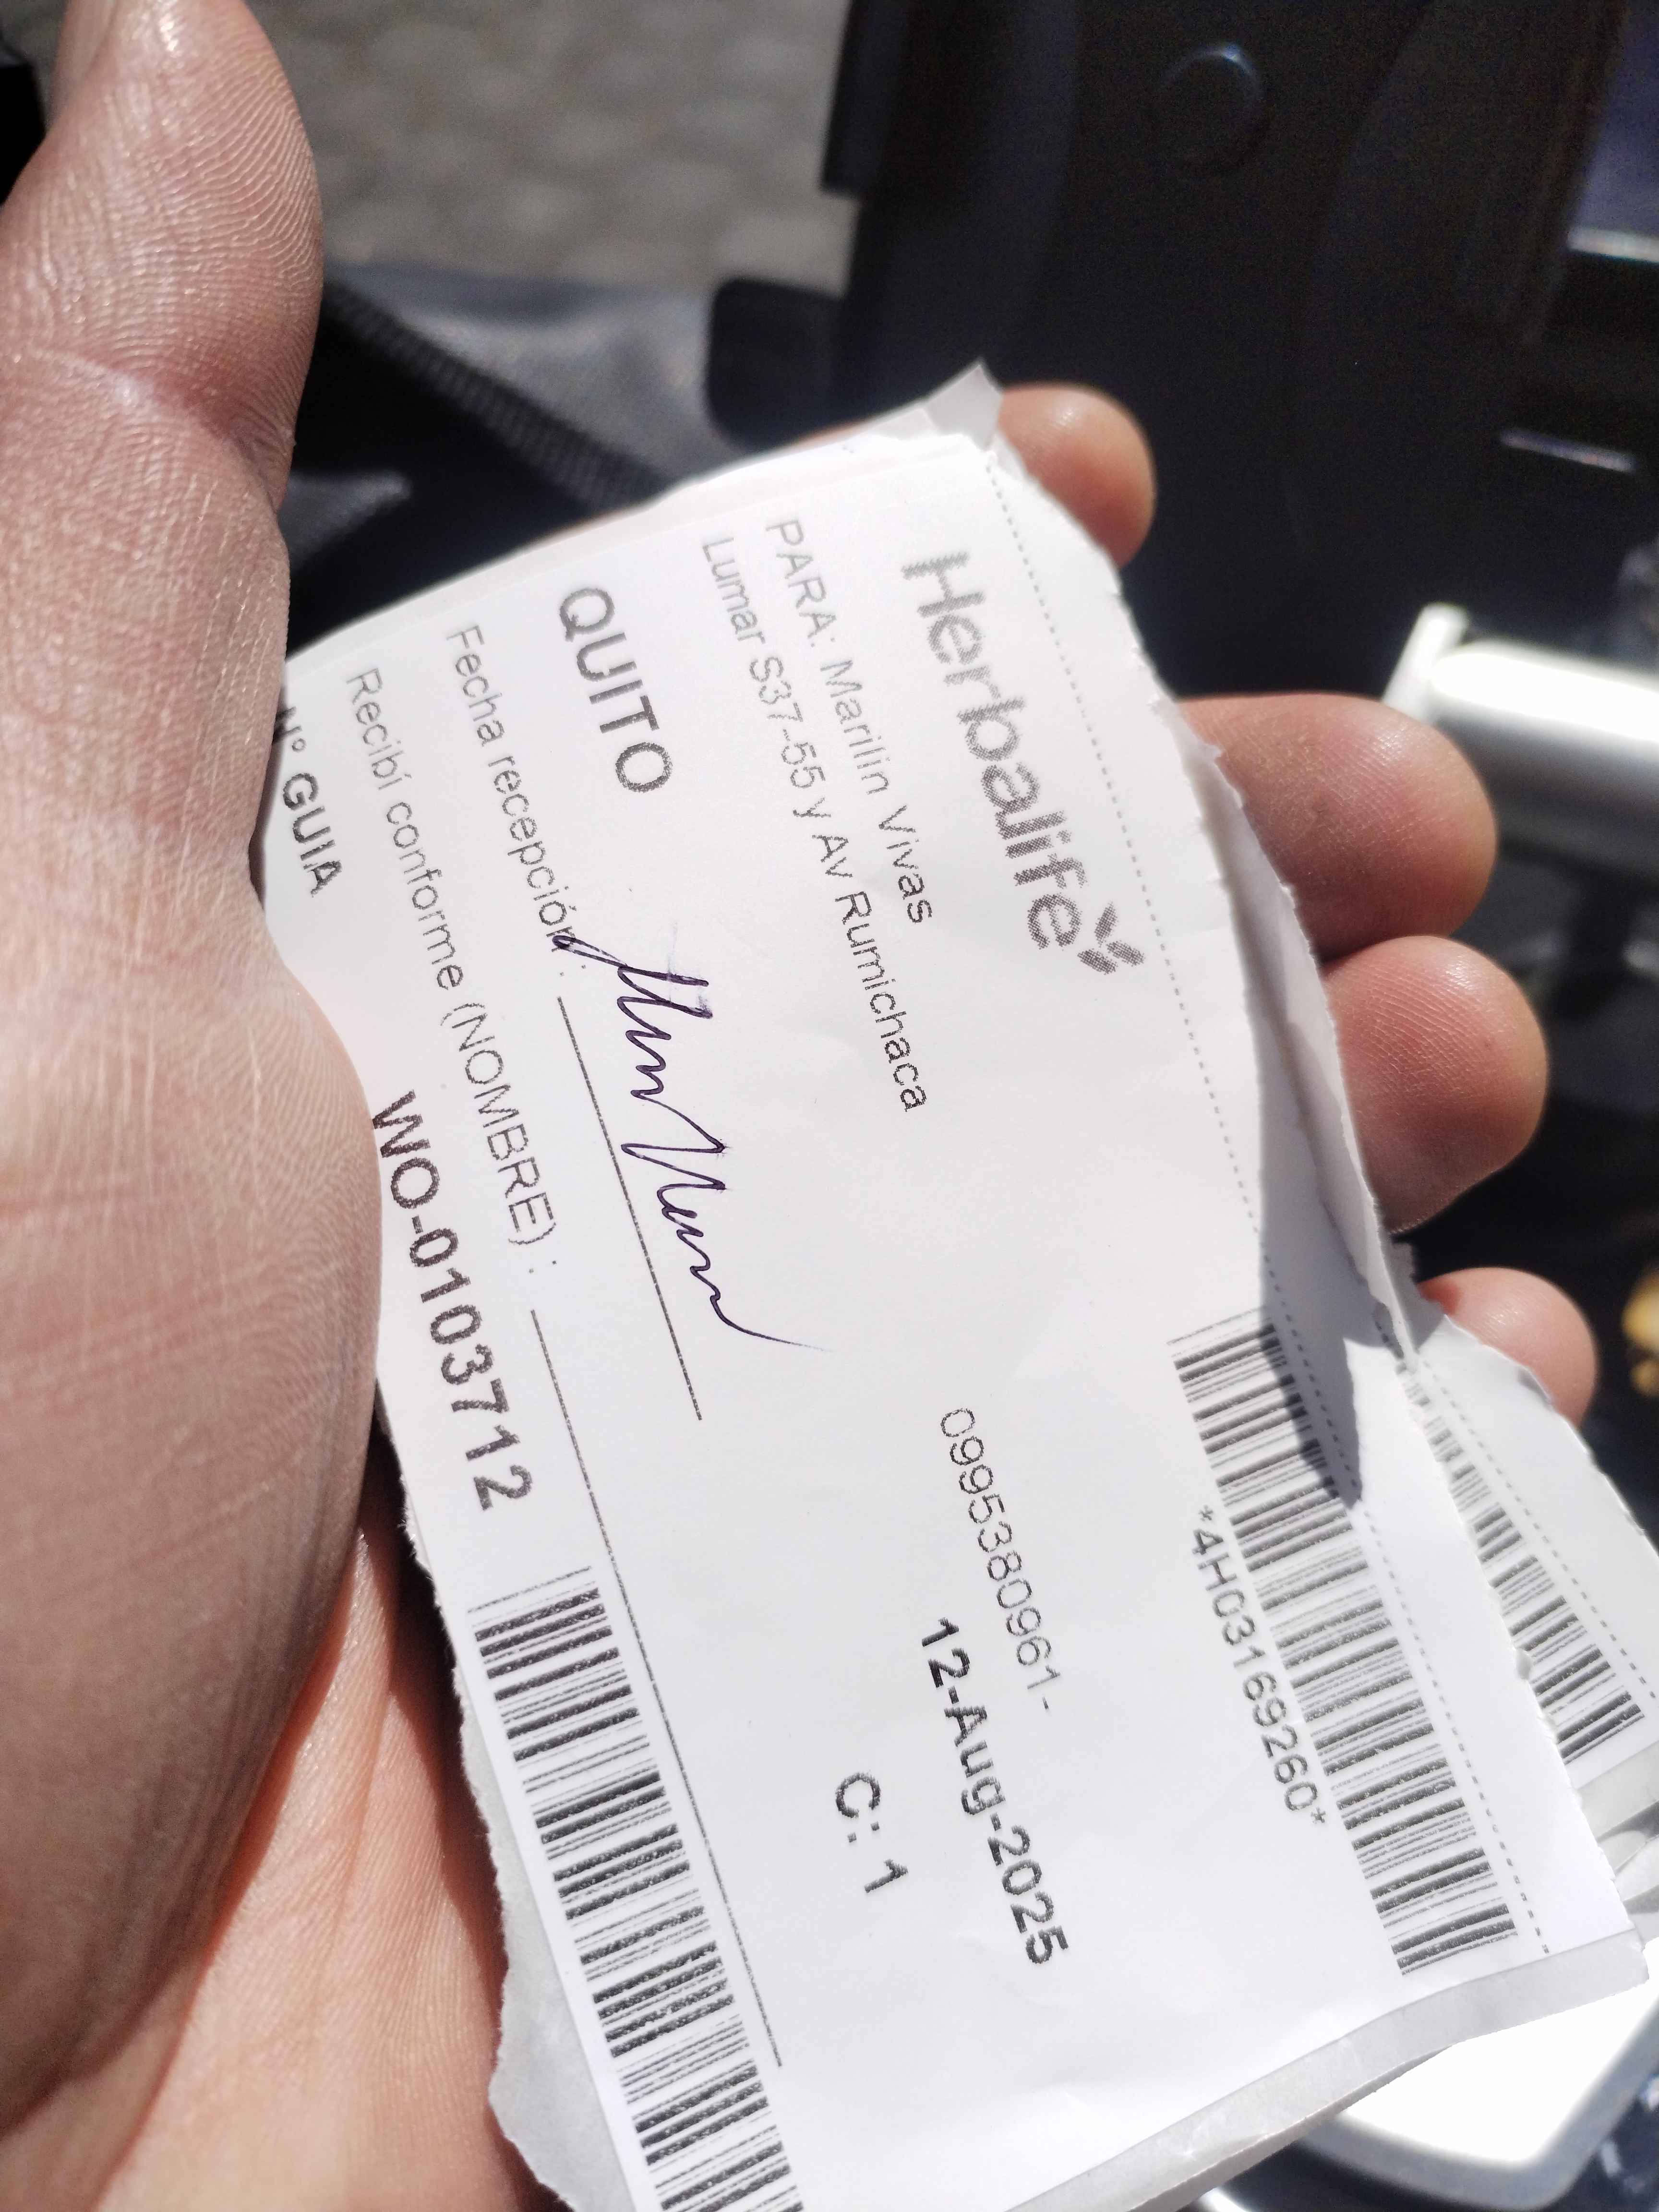 Herbalife
*4H03169260*
PARA: Marilin Vivas
0995380961-
Lumar S37-55 y Av Rumichaca
12-Aug-2025
QUITO
C: 1
Fecha recepción :
Recibí conforme (NOMBRE) :
N° GUIA
WO-0103712